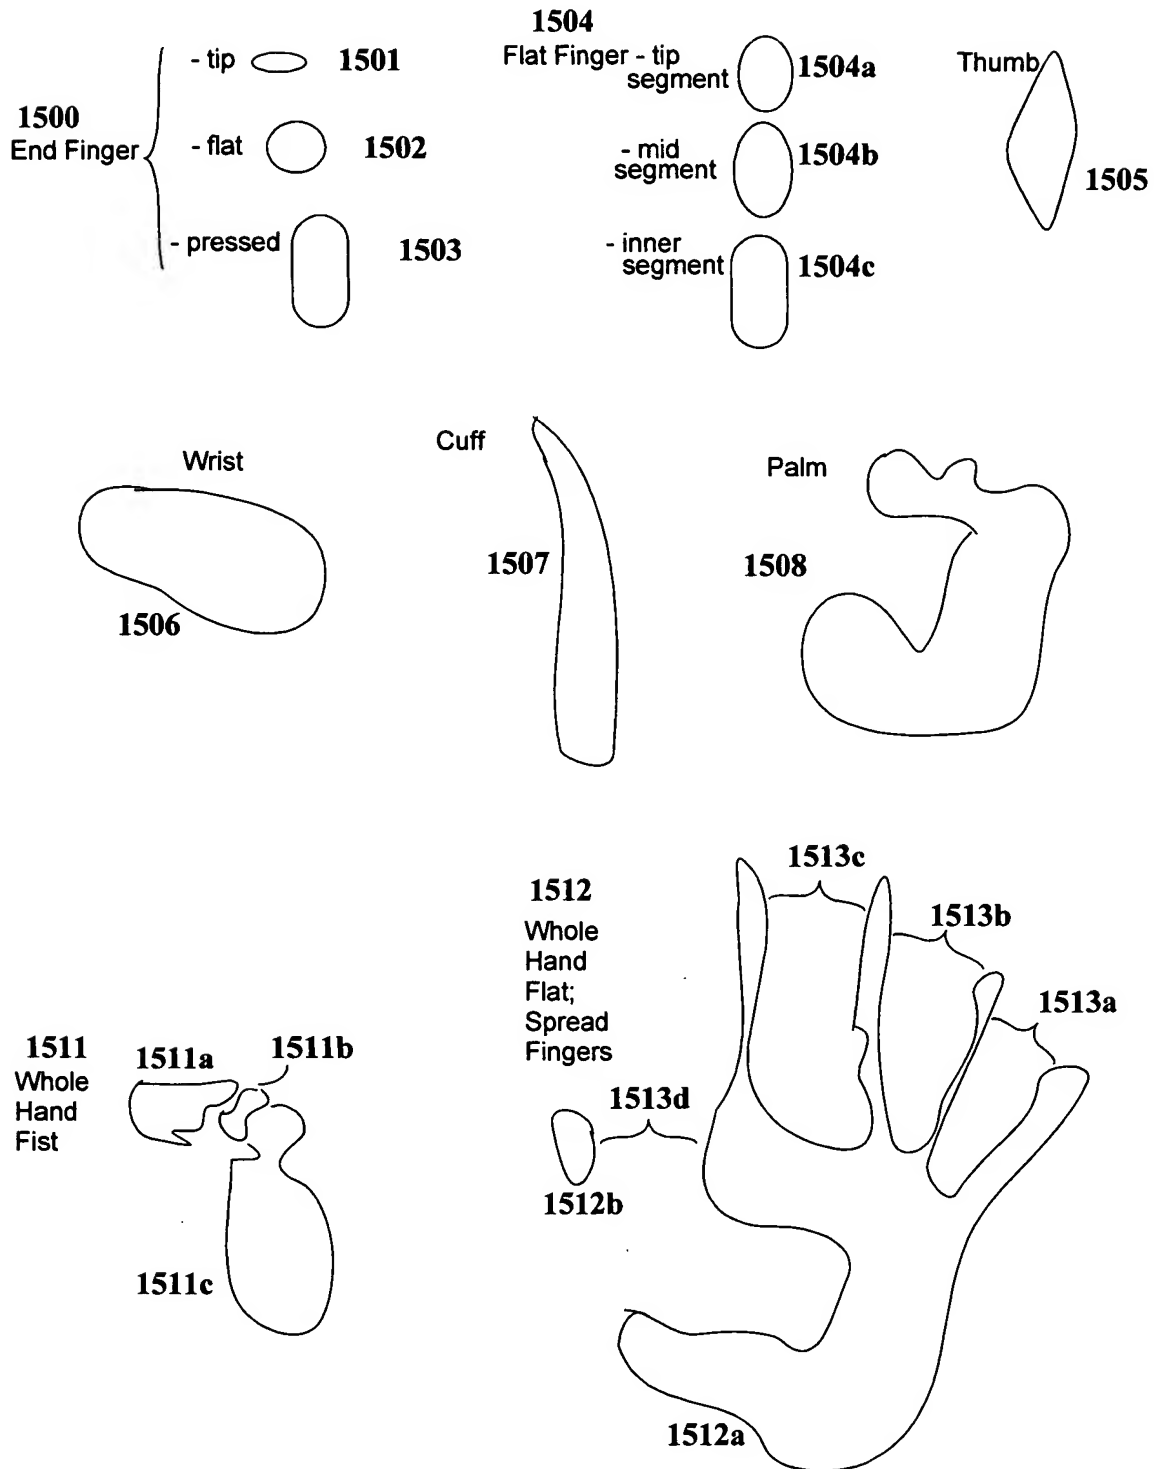 1500
End Finger
- tip 1501
- flat 1502
- pressed 1503
1504
Flat Finger - tip
segment 1504a
- mid
segment 1504b
- inner
segment 1504c
Thumb
1505
Wrist
1506
Cuff
1507
Palm
1508
1511
Whole
Hand
Fist
1511a
1511b
1511c
1512
Whole
Hand
Flat;
Spread
Fingers
1513c
1513b
1513a
1513d
1512b
1512a